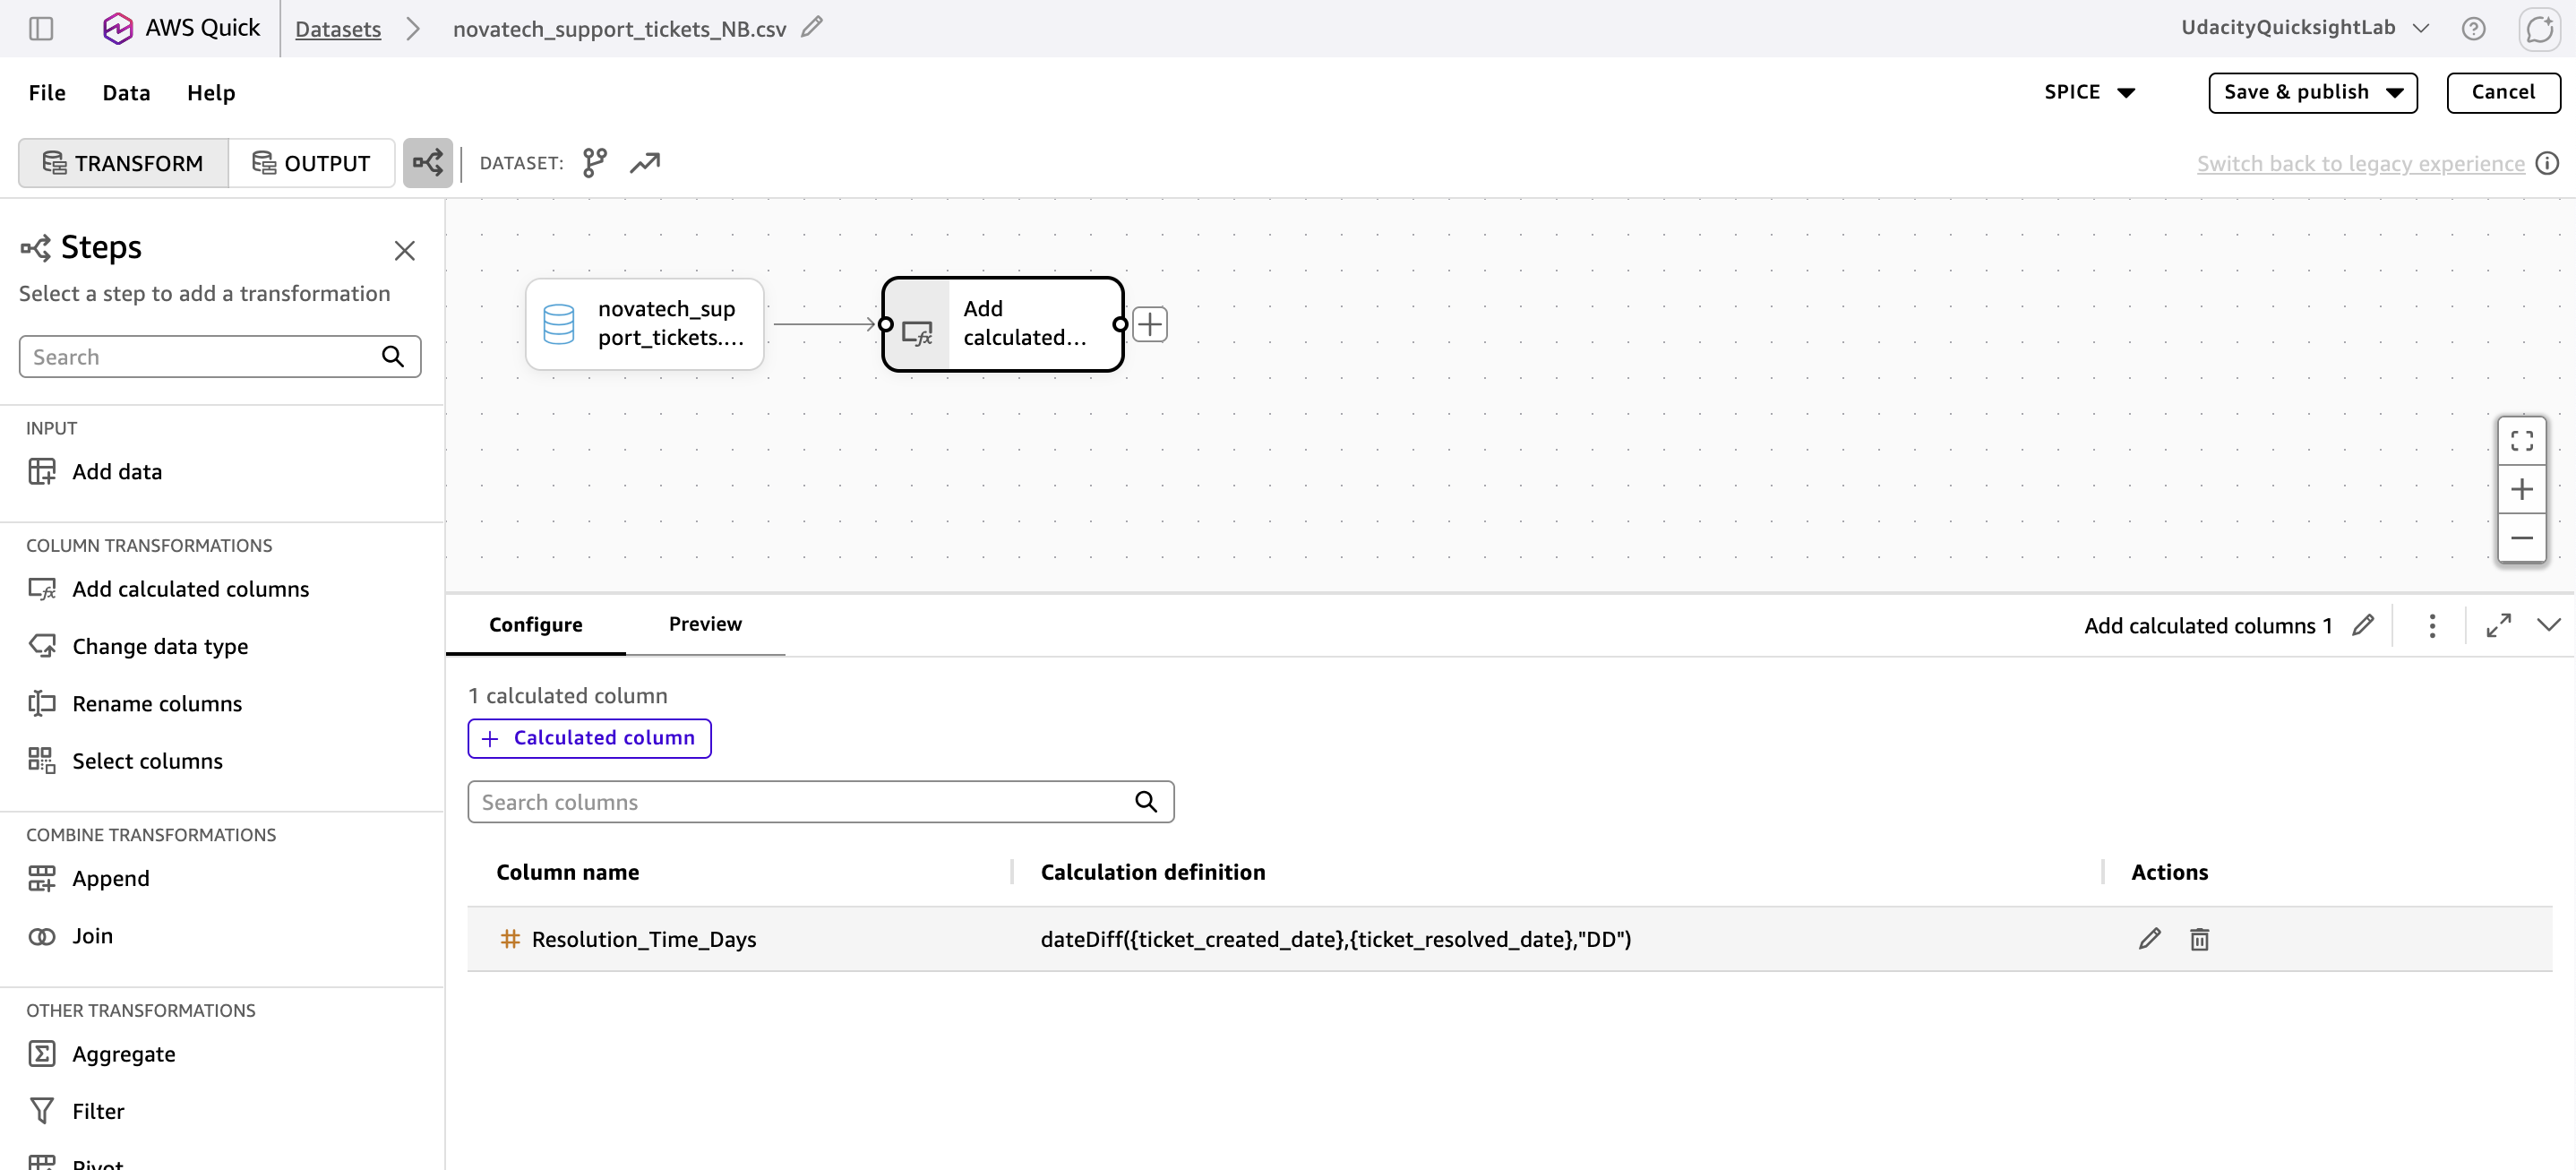 AWS Quick
Datasets
novatech_support_tickets_NB.csv
UdacityQuicksightLab
File
Data
Help
SPICE
Save & publish
Cancel
TRANSFORM
OUTPUT
DATASET:
Switch back to legacy experience
Steps
Select a step to add a transformation
Search
INPUT
Add data
COLUMN TRANSFORMATIONS
Add calculated columns
Change data type
Rename columns
Select columns
COMBINE TRANSFORMATIONS
Append
Join
OTHER TRANSFORMATIONS
Aggregate
Filter
Pivot
novatech_sup
port_tickets....
Add
calculated...
Configure
Preview
Add calculated columns 1
1 calculated column
Calculated column
Search columns
Column name
Calculation definition
Actions
# Resolution_Time_Days
dateDiff({ticket_created_date},{ticket_resolved_date},"DD")